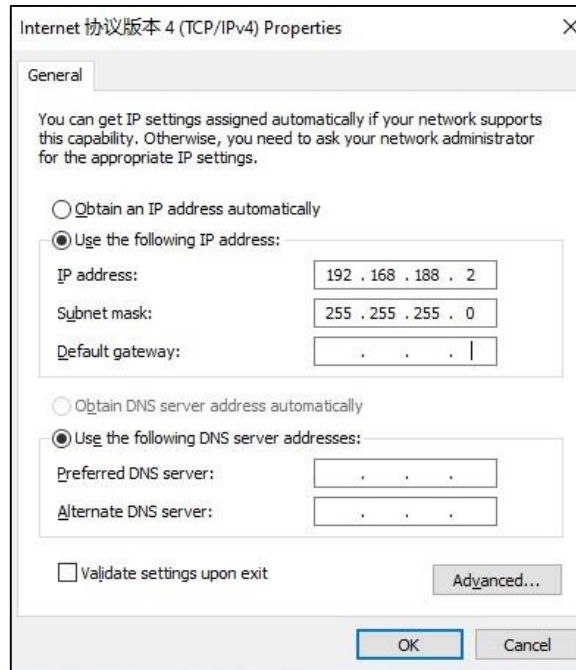 Internet 协议版本 4 (TCP/IPv4) Properties
General
You can get IP settings assigned automatically if your network supports
this capability. Otherwise, you need to ask your network administrator
for the appropriate IP settings.
Obtain an IP address automatically
Use the following IP address:
IP address: 192 . 168 . 188 . 2
Subnet mask: 255 . 255 . 255 . 0
Default gateway: . . .
Obtain DNS server address automatically
Use the following DNS server addresses:
Preferred DNS server: . . .
Alternate DNS server: . . .
Validate settings upon exit
Advanced...
OK Cancel